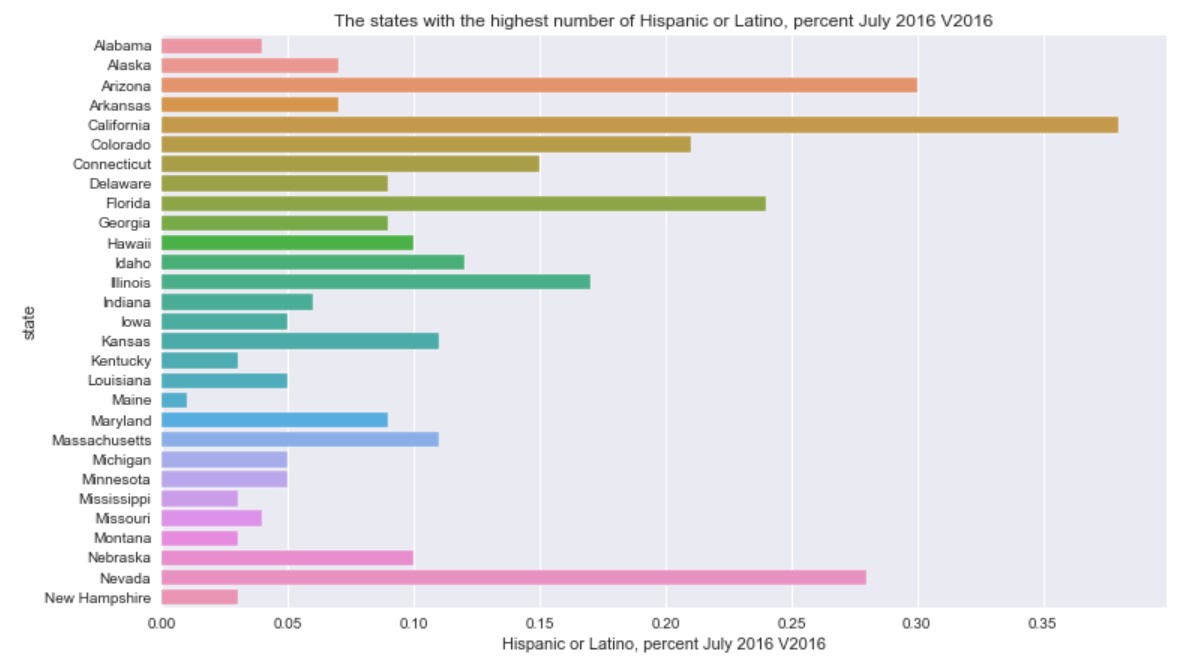 The states with the highest number of Hispanic or Latino, percent July 2016 V2016
Alabama
Alaska
Arizona
Arkansas
California
Colorado
Connecticut
Delaware
Florida
Georgia
Hawaii
Idaho
Illinois
Indiana
Iowa
Kansas
Kentucky
Louisiana
Maine
Maryland
Massachusetts
Michigan
Minnesota
Mississippi
Missouri
Montana
Nebraska
Nevada
New Hampshire
state
0.00 0.05 0.10 0.15 0.20 0.25 0.30 0.35
Hispanic or Latino, percent July 2016 V2016